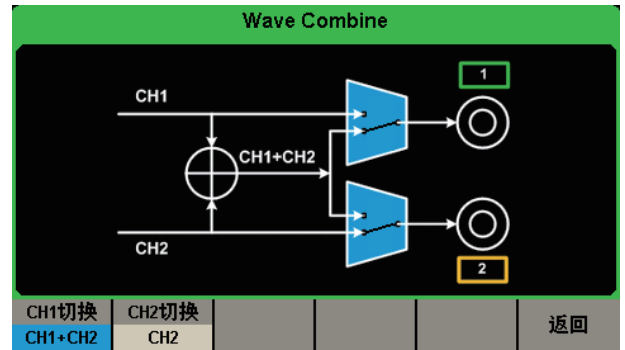 Wave Combine
1
CH1
CH1+CH2
CH2
2
CH1切换
CH1+CH2
CH2切换
CH2
返回